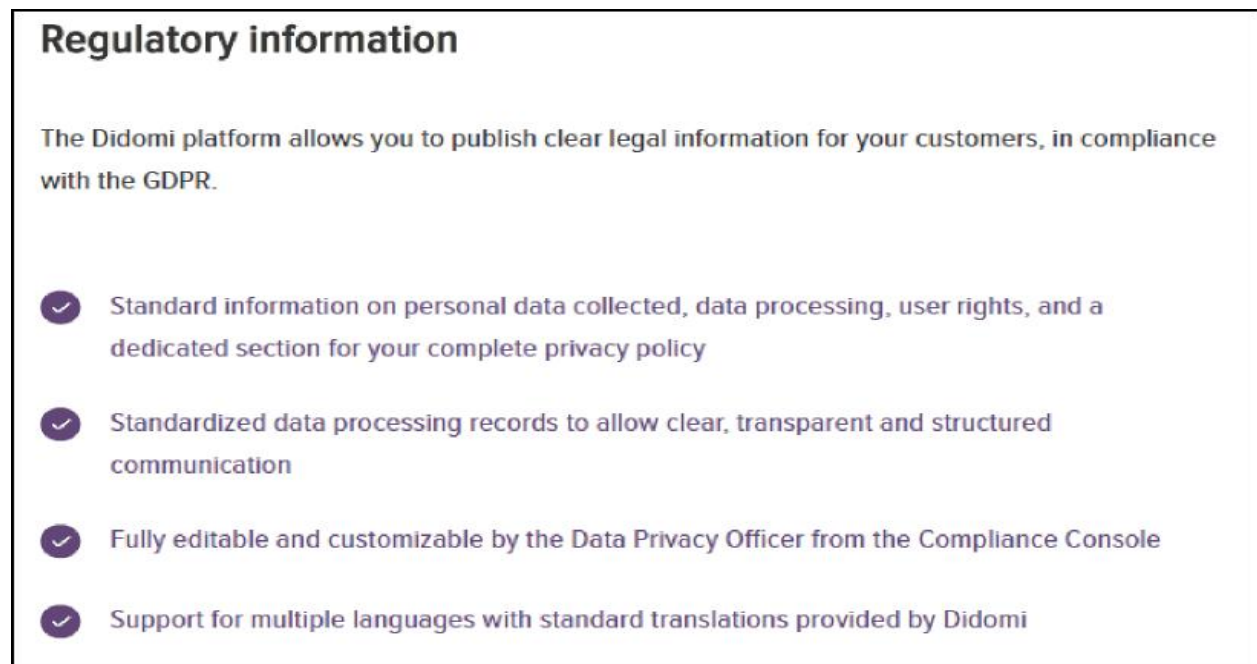 Regulatory information
The Didomi platform allows you to publish clear legal information for your customers, in compliance
with the GDPR.
Standard information on personal data collected, data processing, user rights, and a
dedicated section for your complete privacy policy
Standardized data processing records to allow clear, transparent and structured
communication
Fully editable and customizable by the Data Privacy Officer from the Compliance Console
Support for multiple languages with standard translations provided by Didomi